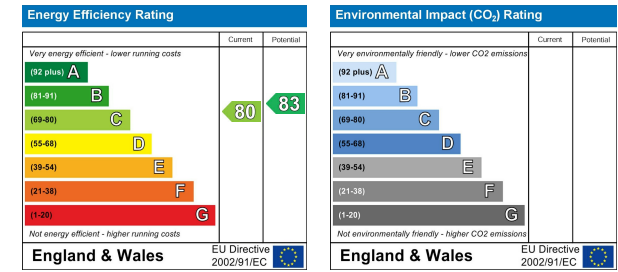 Energy Efficiency Rating
Current Potential
Very energy efficient - lower running costs
(92 plus) A
(81-91) B
(69-80) C
(55-68) D
(39-54) E
(21-38) F
(1-20) G
80
83
Not energy efficient - higher running costs
England & Wales
EU Directive
2002/91/EC
Environmental Impact (CO₂) Rating
Current Potential
Very environmentally friendly - lower CO2 emissions
(92 plus) A
(81-91) B
(69-80) C
(55-68) D
(39-54) E
(21-38) F
(1-20) G
Not environmentally friendly - higher CO2 emissions
England & Wales
EU Directive
2002/91/EC